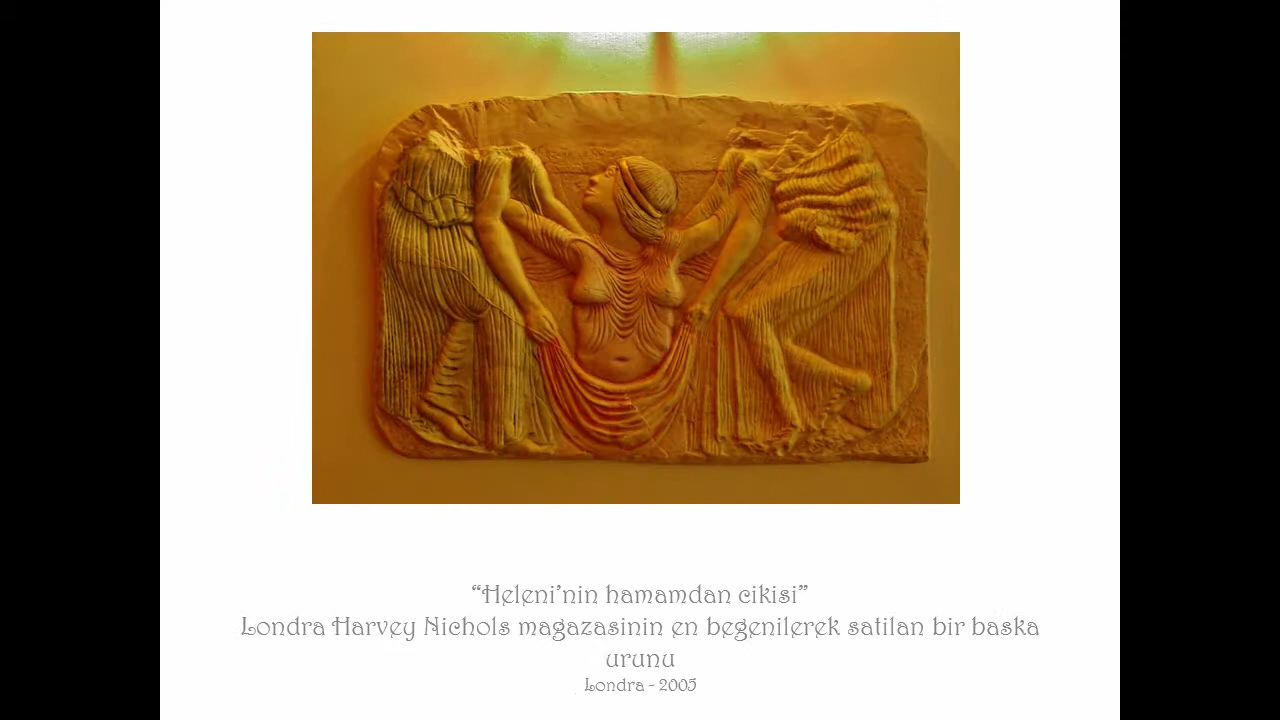 “Heleni’nin hamamdan cikisi”
Londra Harvey Nichols magazasinin en begenilerek satilan bir baska
urunu
Londra - 2005